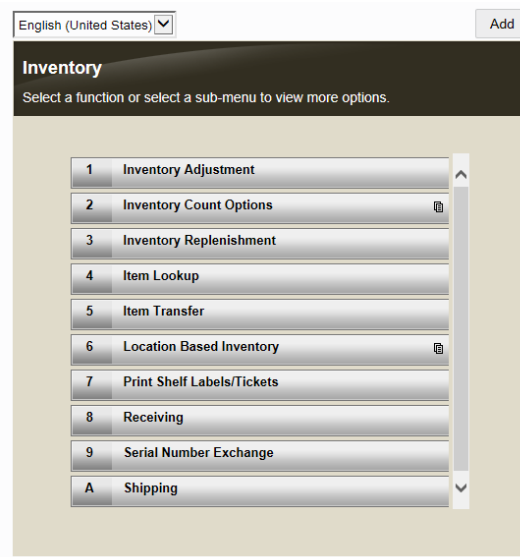 English (United States)
Add
Inventory
Select a function or select a sub-menu to view more options.
1 Inventory Adjustment
2 Inventory Count Options
3 Inventory Replenishment
4 Item Lookup
5 Item Transfer
6 Location Based Inventory
7 Print Shelf Labels/Tickets
8 Receiving
9 Serial Number Exchange
A Shipping